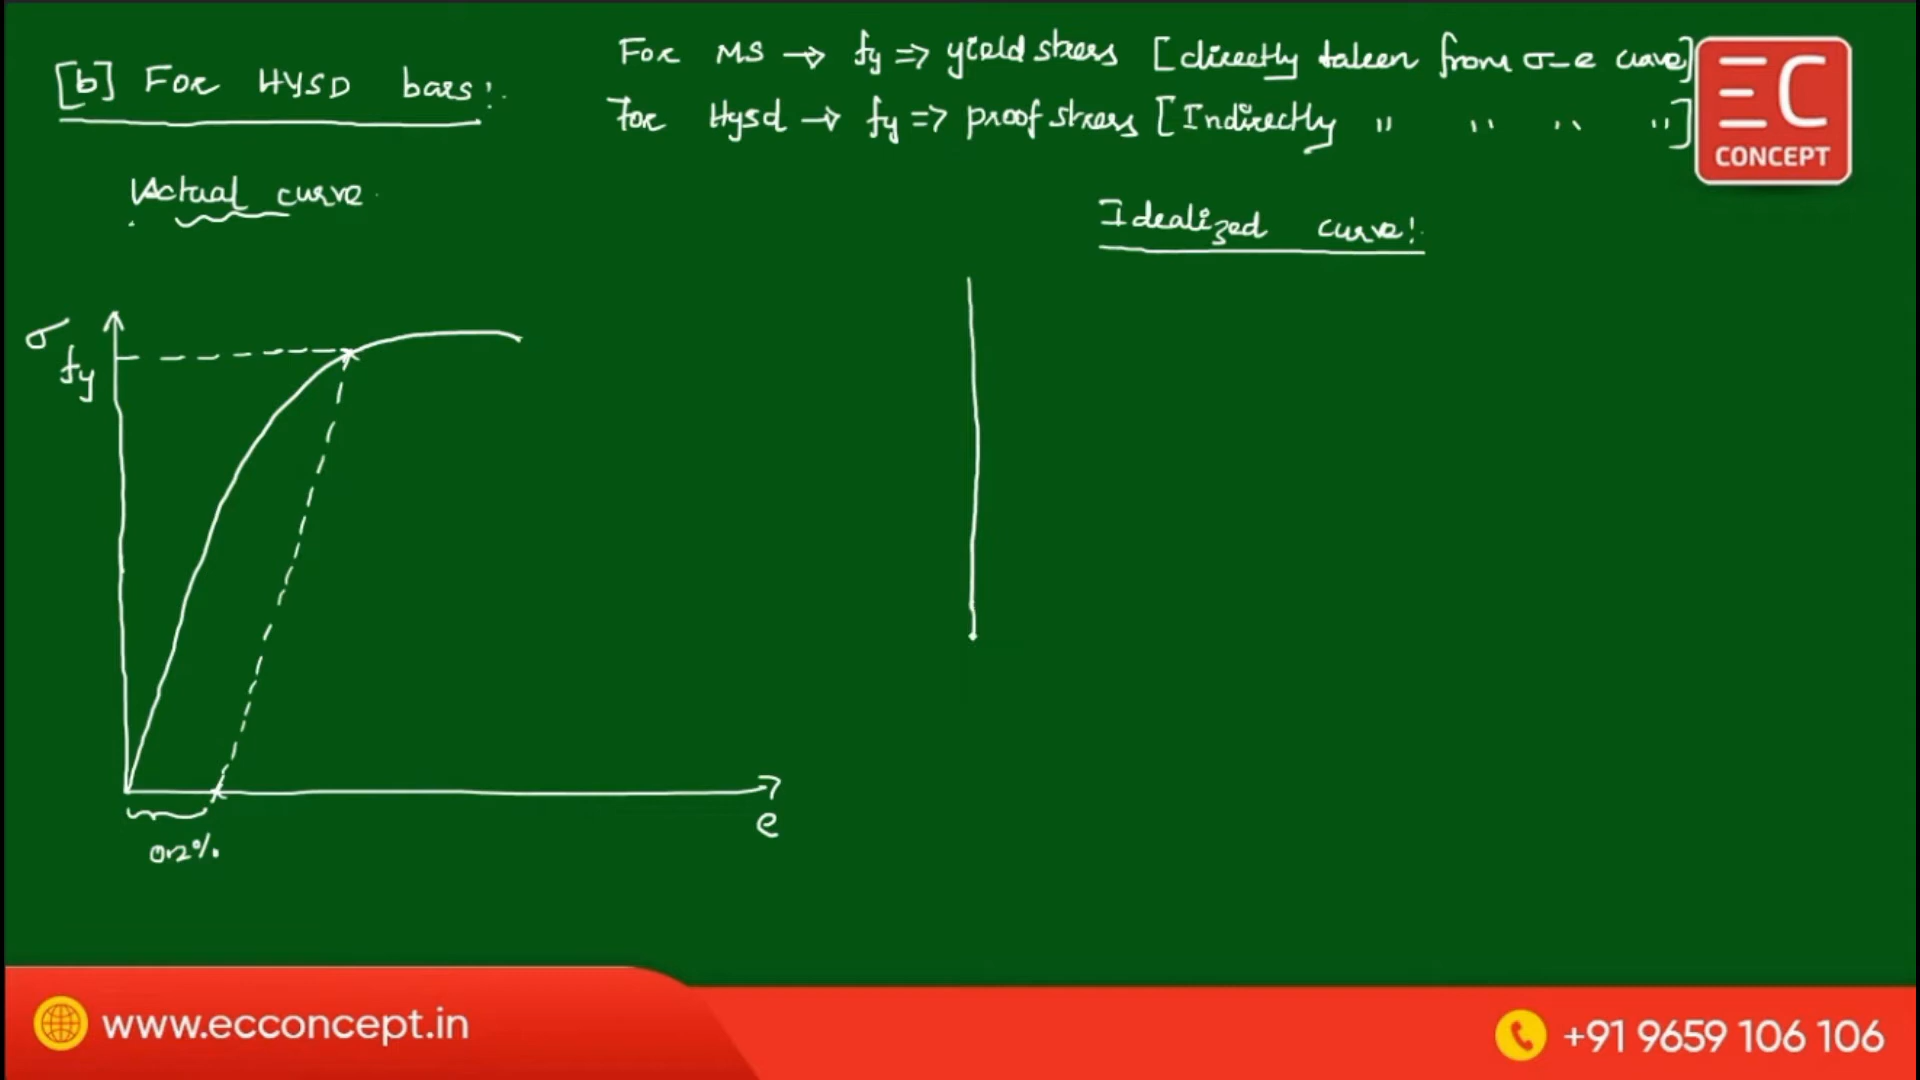 [b] For HYSD bars:.
For MS → fy => yield stress [directly taken from σ-e curve]
For Hysd → fy => proof stress [Indirectly " " " "]
EC
CONCEPT
Actual curve
Idealized curve:
σ
fy
e
0.2%
www.ecconcept.in
+91 9659 106 106